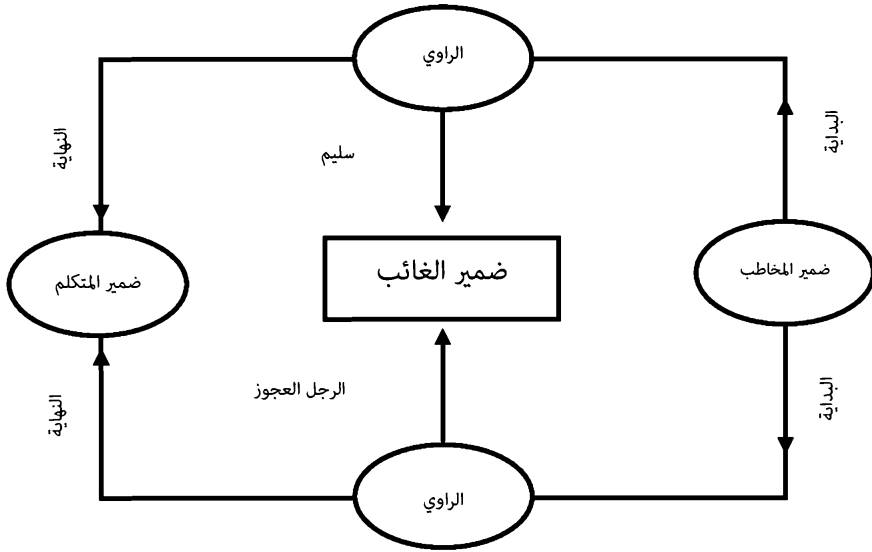 الراوي
البداية
النهاية
سليم
ضمير المخاطب
ضمير الغائب
ضمير المتكلم
الرجل العجوز
البداية
النهاية
الراوي